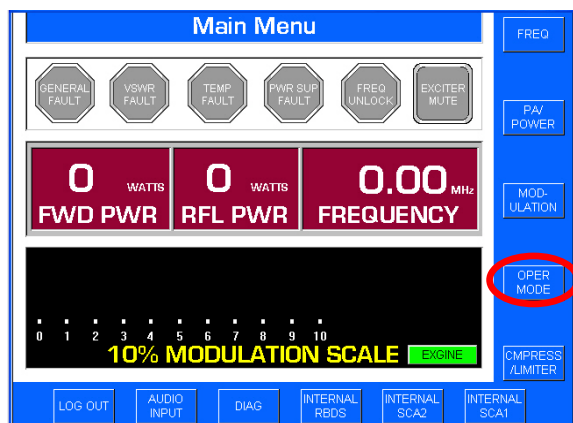 Main Menu
FREQ
GENERAL
FAULT
VSWR
FAULT
TEMP
FAULT
PWR SUP
FAULT
FREQ
UNLOCK
EXCITER
MUTE
PA/
POWER
0 WATTS
FWD PWR
0 WATTS
RFL PWR
0.00 MHz
FREQUENCY
MOD-
ULATION
OPER
MODE
0 1 2 3 4 5 6 7 8 9 10
10% MODULATION SCALE
EXGINE
CMPRESS
/LIMITER
LOG OUT
AUDIO
INPUT
DIAG
INTERNAL
RBDS
INTERNAL
SCA2
INTERNAL
SCA1